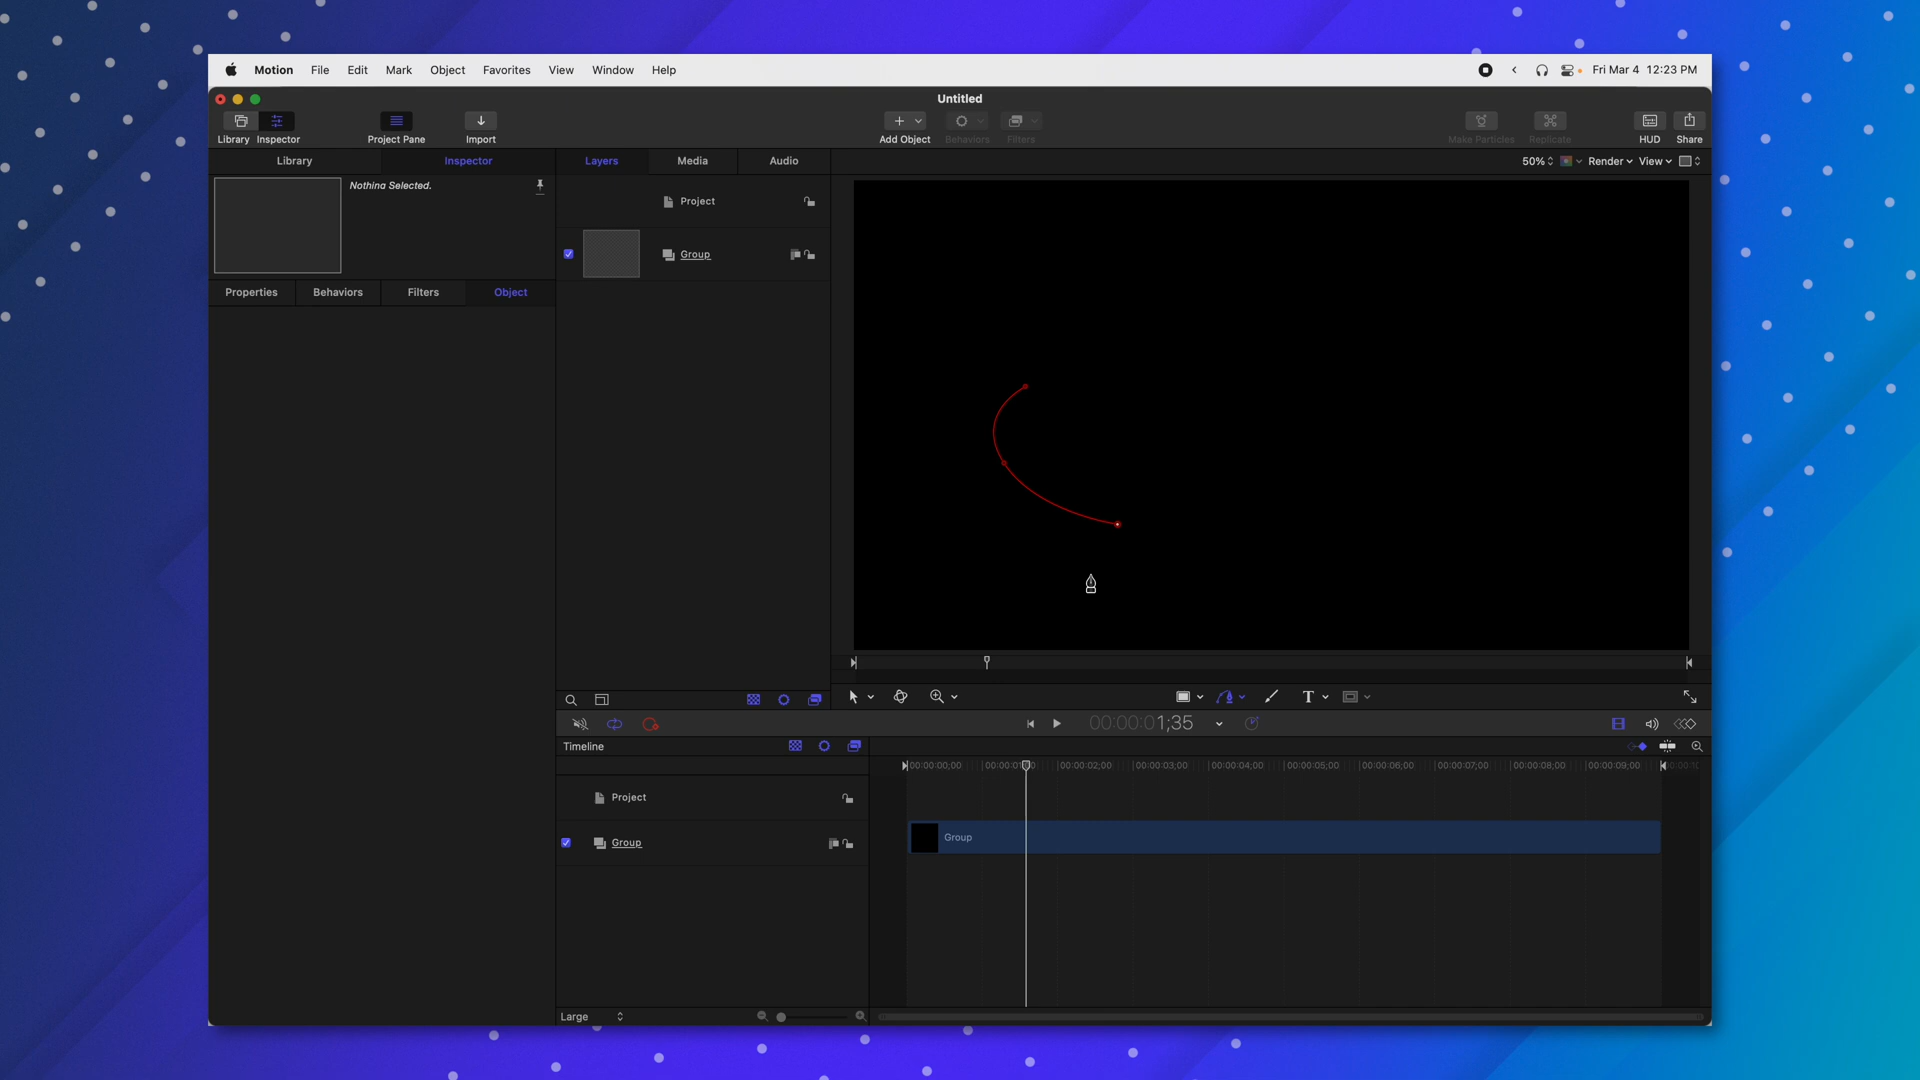 Motion File Edit Mark Object Favorites View Window Help Fri Mar 4 12:23 PM
Untitled
Library Inspector Project Pane Import Add Object Behaviors Filters Make Particles Replicate HUD Share
Library Inspector Layers Media Audio 50% Render View
Nothing Selected.
Project
Group
Properties Behaviors Filters Object
T
00:00:01;35
Timeline
00:00:00;00 00:00:01;00 00:00:02;00 00:00:03;00 00:00:04;00 00:00:05;00 00:00:06;00 00:00:07;00 00:00:08;00 00:00:09;00
Project
Group Group
Large